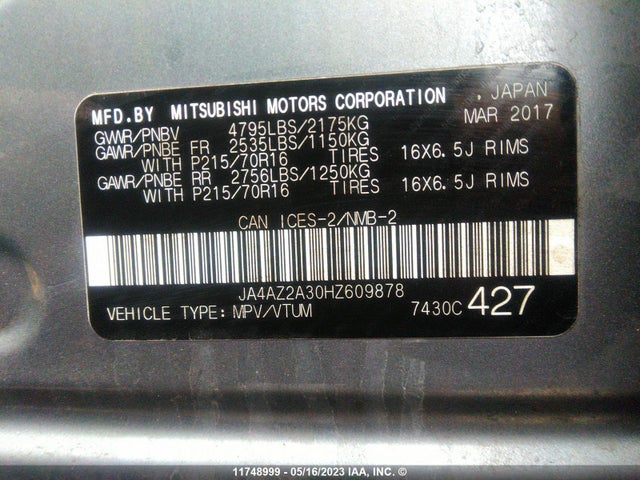 MFD.BY MITSUBISHI MOTORS CORPORATION , JAPAN
GVWR/PNBV 4795LBS/2175KG MAR 2017
GAWR/PNBE FR 2535LBS/1150KG
WITH P215/70R16 TIRES 16X6.5J RIMS
GAWR/PNBE RR 2756LBS/1250KG
WITH P215/70R16 TIRES 16X6.5J RIMS
CAN ICES-2/NMB-2
JA4AZ2A30HZ609878
VEHICLE TYPE: MPV/VTUM 7430C 427
11748999 - 05/16/2023 IAA, INC. ©